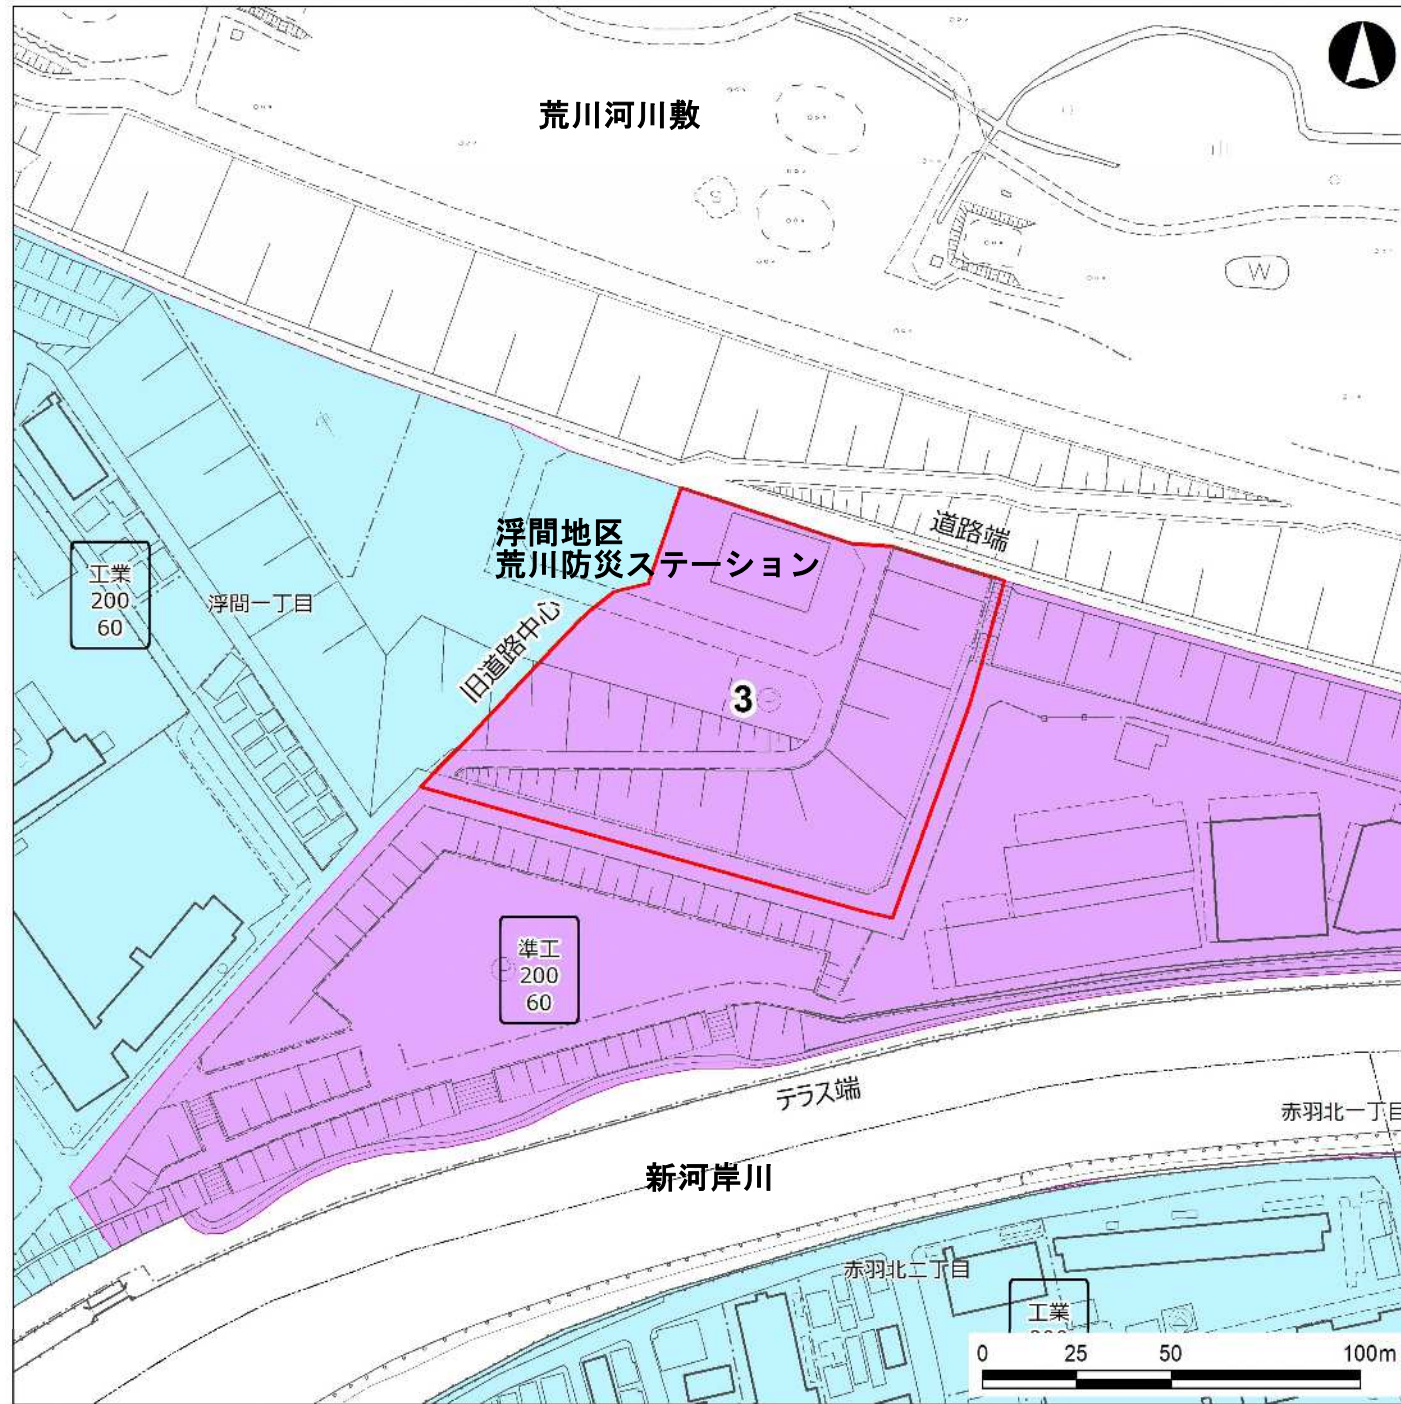 荒川河川敷
W
道路端
浮間地区
荒川防災ステーション
工業
200
60
浮間一丁目
旧道路中心
3
準工
200
60
テラス端
赤羽北一丁目
新河岸川
赤羽北二丁目
工業
0 25 50 100m